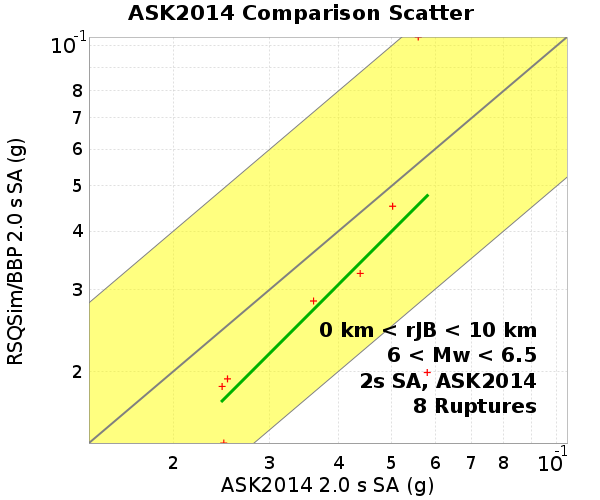 ASK2014 Comparison Scatter
RSQSim/BBP 2.0 s SA (g)
10-1
8
7
6
5
4
3
2
0 km < rJB < 10 km
6 < Mw < 6.5
2s SA, ASK2014
8 Ruptures
2 3 4 5 6 7 8 10-1
ASK2014 2.0 s SA (g)